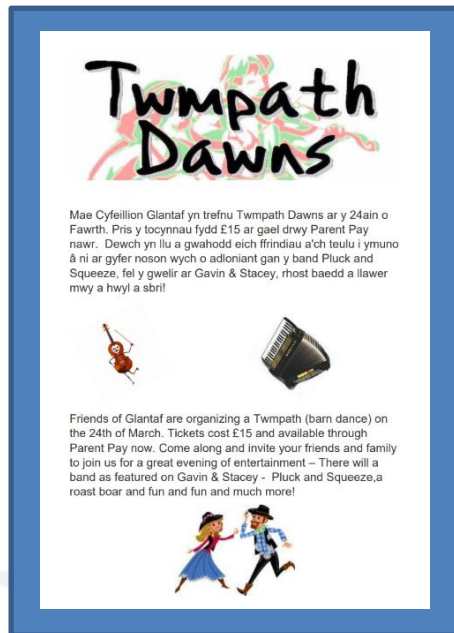 Twmpath
Dawns
Mae Cyfeillion Glantaf yn trefnu Twmpath Dawns ar y 24ain o
Fawrth. Pris y tocynnau fydd £15 ar gael drwy Parent Pay
nawr. Dewch yn llu a gwahodd eich ffrindiau a'ch teulu i ymuno
â ni ar gyfer noson wych o adloniant gan y band Pluck and
Squeeze, fel y gwelir ar Gavin & Stacey, rhost baedd a llawer
mwy a hwyl a sbri!
Friends of Glantaf are organizing a Twmpath (barn dance) on
the 24th of March. Tickets cost £15 and available through
Parent Pay now. Come along and invite your friends and family
to join us for a great evening of entertainment – There will a
band as featured on Gavin & Stacey - Pluck and Squeeze,a
roast boar and fun and fun and much more!